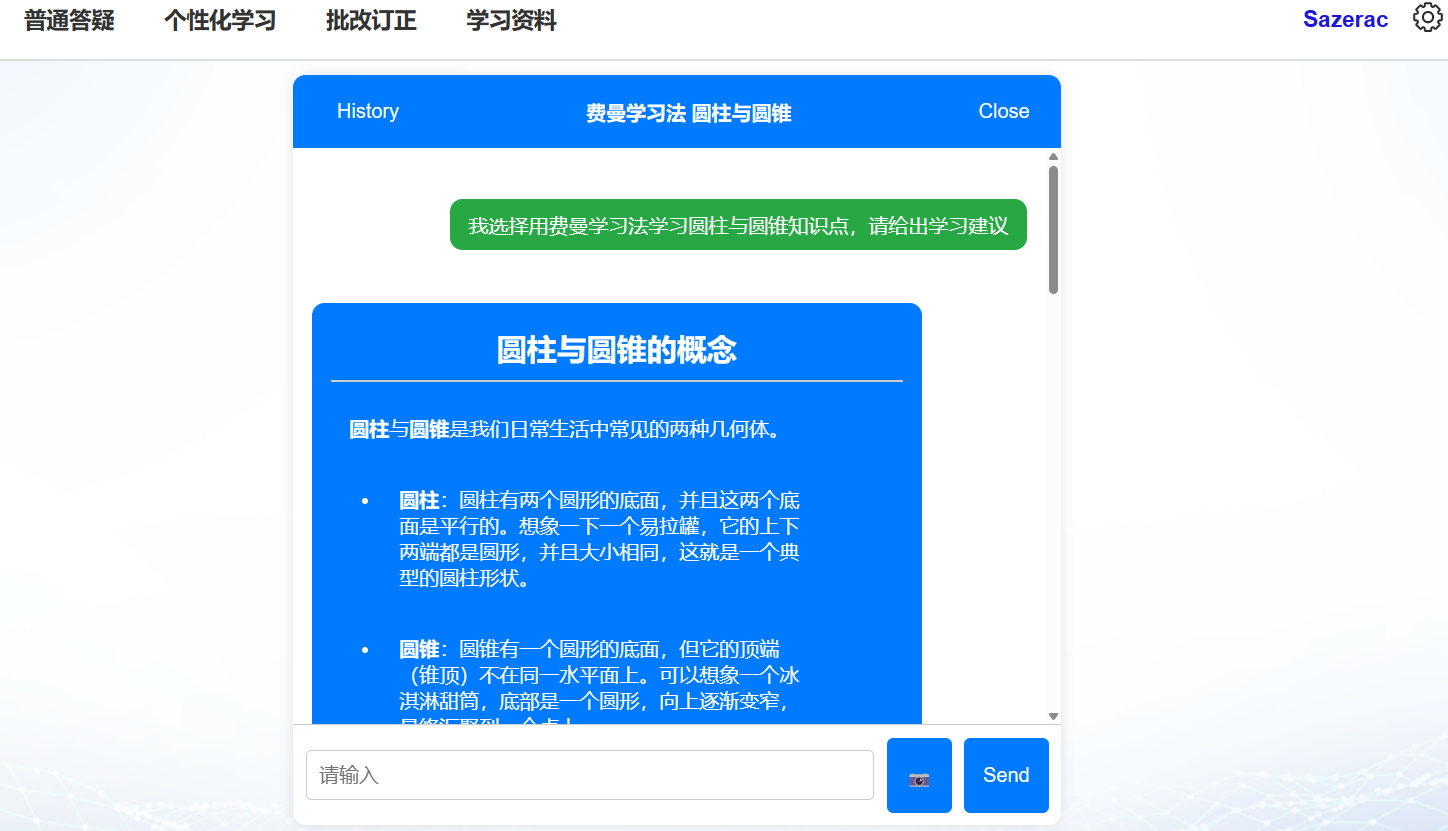 普通答疑 个性化学习 批改订正 学习资料 Sazerac
History 费曼学习法 圆柱与圆锥 Close
我选择用费曼学习法学习圆柱与圆锥知识点，请给出学习建议
圆柱与圆锥的概念
圆柱与圆锥是我们日常生活中常见的两种几何体。
• 圆柱：圆柱有两个圆形的底面，并且这两个底
面是平行的。想象一下一个易拉罐，它的上下
两端都是圆形，并且大小相同，这就是一个典
型的圆柱形状。
• 圆锥：圆锥有一个圆形的底面，但它的顶端
（锥顶）不在同一水平面上。可以想象一个冰
淇淋甜筒，底部是一个圆形，向上逐渐变窄，
请输入 Send